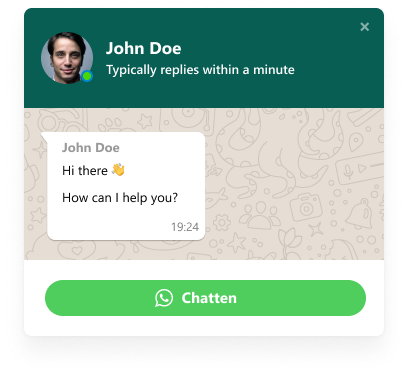 John Doe
Typically replies within a minute
John Doe
Hi there 👋
How can I help you?
19:24
Chatten